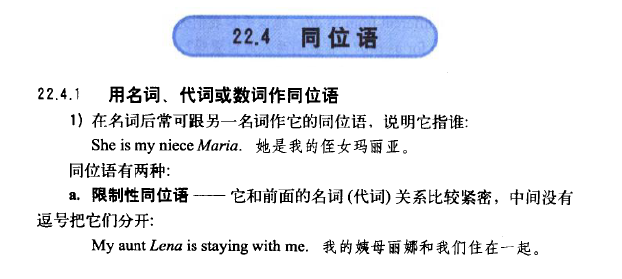 22.4 同位语
22.4.1 用名词、代词或数词作同位语
1) 在名词后常可跟另一名词作它的同位语，说明它指谁:
She is my niece Maria. 她是我的侄女玛丽亚。
同位语有两种:
a. 限制性同位语 —— 它和前面的名词 (代词) 关系比较紧密，中间没有
逗号把它们分开:
My aunt Lena is staying with me. 我的姨母丽娜和我们住在一起。